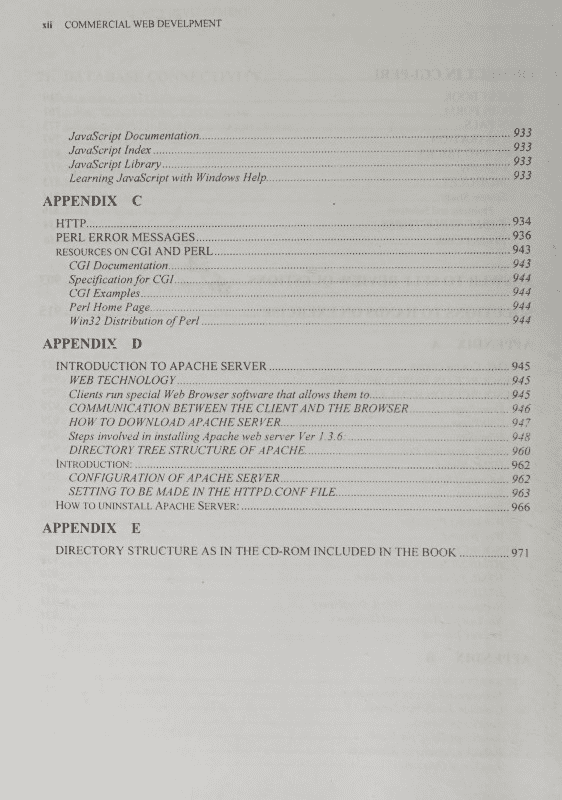 xii COMMERCIAL WEB DEVELPMENT
JavaScript Documentation 933
JavaScript Index 933
JavaScript Library 933
Learning JavaScript with Windows Help 933
APPENDIX C
HTTP 934
PERL ERROR MESSAGES 936
RESOURCES ON CGI AND PERL 943
CGI Documentation 943
Specification for CGI 944
CGI Examples 944
Perl Home Page 944
Win32 Distribution of Perl 944
APPENDIX D
INTRODUCTION TO APACHE SERVER 945
WEB TECHNOLOGY 945
Clients run special Web Browser software that allows them to 945
COMMUNICATION BETWEEN THE CLIENT AND THE BROWSER 946
HOW TO DOWNLOAD APACHE SERVER 947
Steps involved in installing Apache web server Ver 1.3.6 948
DIRECTORY TREE STRUCTURE OF APACHE 960
INTRODUCTION: 962
CONFIGURATION OF APACHE SERVER 962
SETTING TO BE MADE IN THE HTTPD.CONF FILE 963
HOW TO UNINSTALL APACHE SERVER: 966
APPENDIX E
DIRECTORY STRUCTURE AS IN THE CD-ROM INCLUDED IN THE BOOK 971